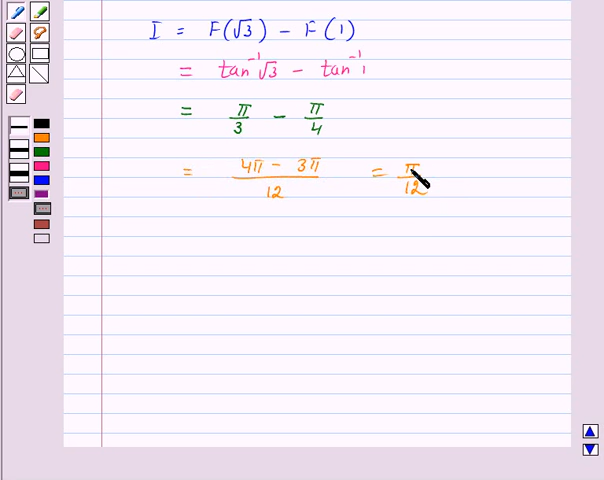 I = F(√3) - F(1)
= tan⁻¹√3 - tan⁻¹1
= π/3 - π/4
= (4π - 3π)/12 = π/12